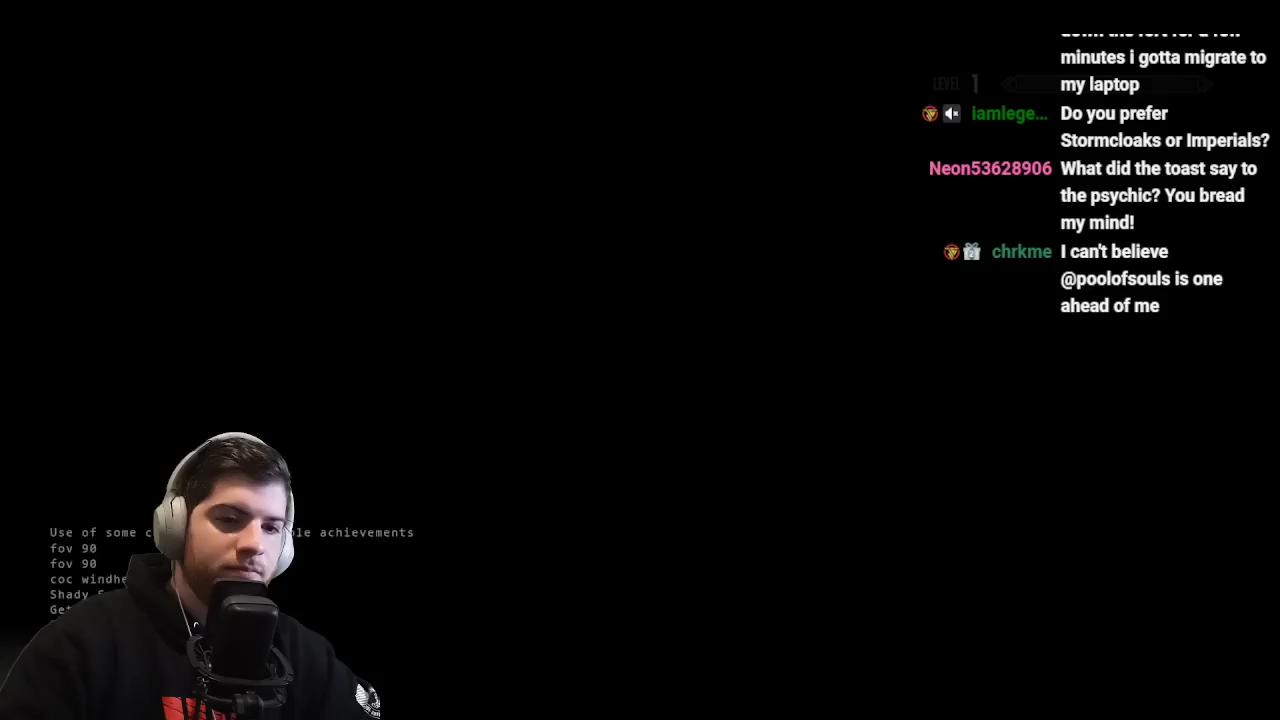 minutes i gotta migrate to
my laptop
LEVEL 1
iamlege... Do you prefer
Stormcloaks or Imperials?
Neon53628906 What did the toast say to
the psychic? You bread
my mind!
chrkme I can't believe
@poolofsouls is one
ahead of me
Use of some ble achievements
fov 90
fov 90
coc windhe
Shady
Get